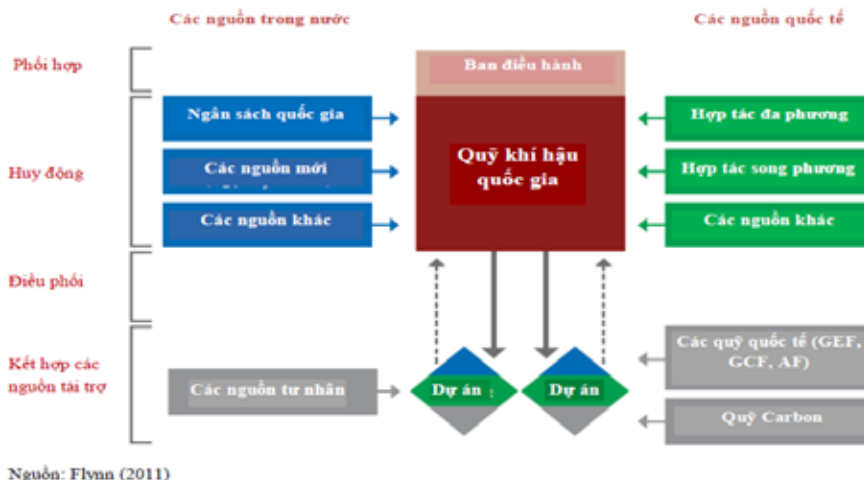 Các nguồn trong nước
Các nguồn quốc tế
Phối hợp
Ban điều hành
Huy động
Ngân sách quốc gia
Các nguồn mới
Các nguồn khác
Quỹ khí hậu
quốc gia
Hợp tác đa phương
Hợp tác song phương
Các nguồn khác
Điều phối
Kết hợp các
nguồn tài trợ
Các nguồn tư nhân
Dự án
Dự án
Các quỹ quốc tế (GEF,
GCF, AF)
Quỹ Carbon
Nguồn: Flynn (2011)